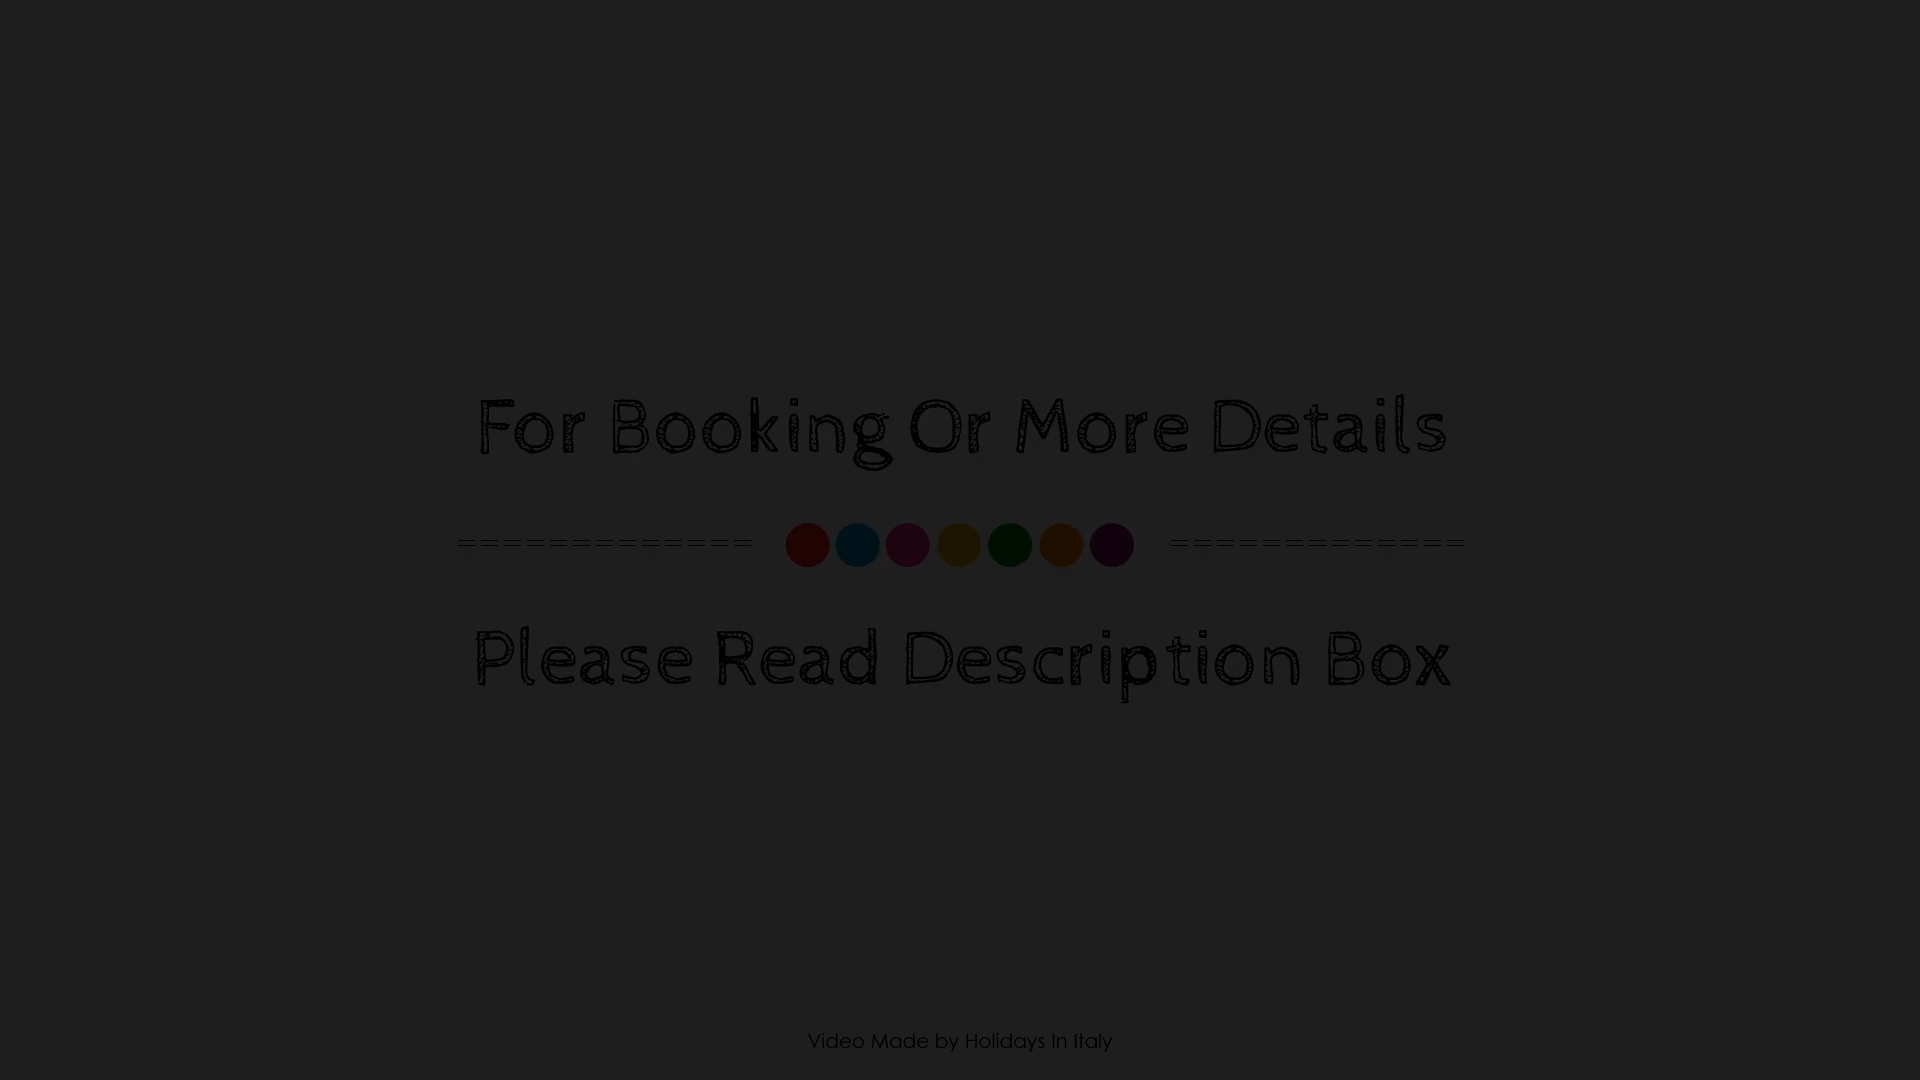 For Booking Or More Details
============= =============
Please Read Description Box
Video Made by Holidays In Italy